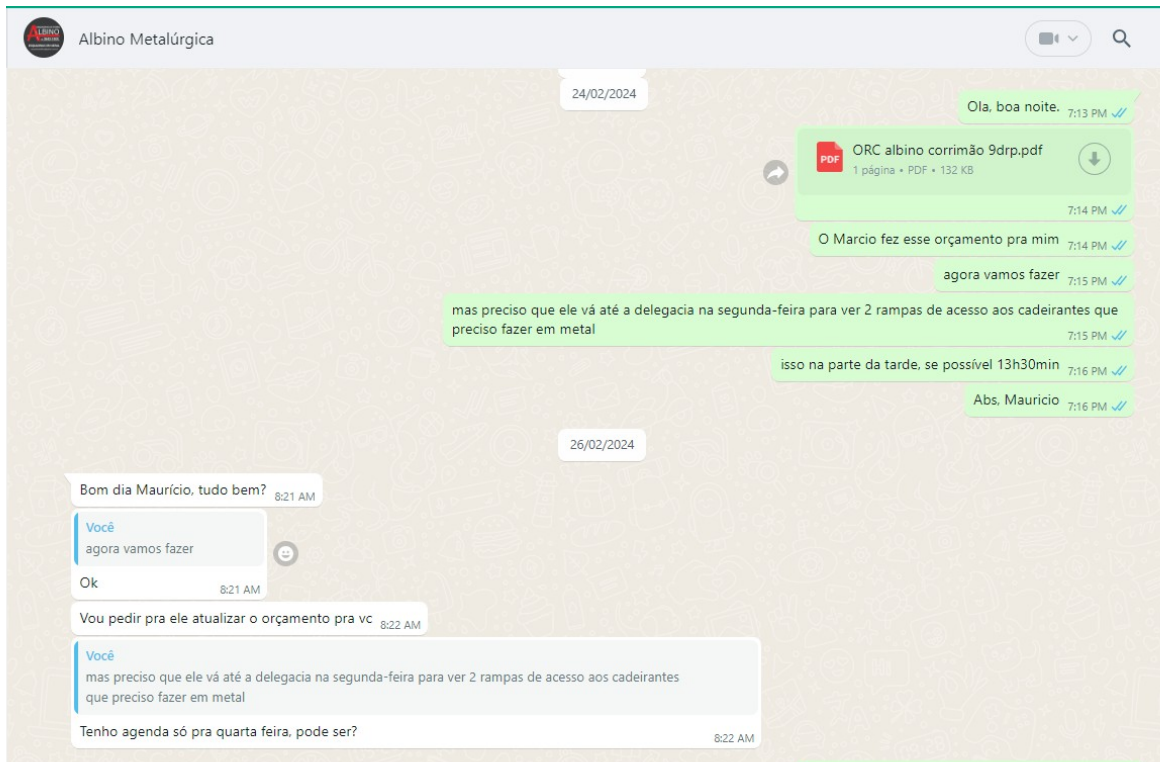 ALBINO
Albino Metalúrgica
24/02/2024
Ola, boa noite. 7:13 PM
PDF
ORC albino corrimão 9drp.pdf
1 página • PDF • 132 KB
7:14 PM
O Marcio fez esse orçamento pra mim 7:14 PM
agora vamos fazer 7:15 PM
mas preciso que ele vá até a delegacia na segunda-feira para ver 2 rampas de acesso aos cadeirantes que
preciso fazer em metal
7:15 PM
isso na parte da tarde, se possível 13h30min 7:16 PM
Abs, Mauricio 7:16 PM
26/02/2024
Bom dia Maurício, tudo bem? 8:21 AM
Você
agora vamos fazer
Ok 8:21 AM
Vou pedir pra ele atualizar o orçamento pra vc 8:22 AM
Você
mas preciso que ele vá até a delegacia na segunda-feira para ver 2 rampas de acesso aos cadeirantes
que preciso fazer em metal
Tenho agenda só pra quarta feira, pode ser? 8:22 AM